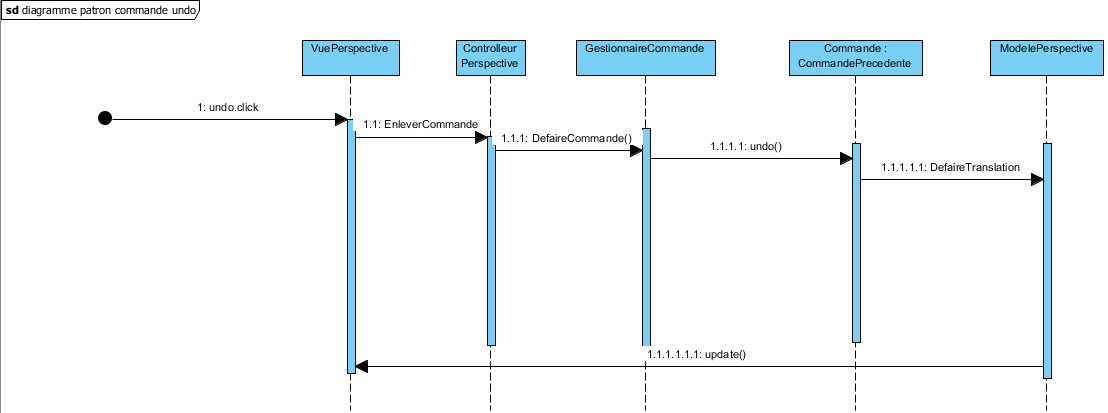 sd diagramme patron commande undo
VuePerspective
Controlleur
Perspective
GestionnaireCommande
Commande :
CommandePrecedente
ModelePerspective
1: undo.click
1.1: EnleverCommande
1.1.1: DefaireCommande()
1.1.1.1: undo()
1.1.1.1.1: DefaireTranslation
1.1.1.1.1.1: update()